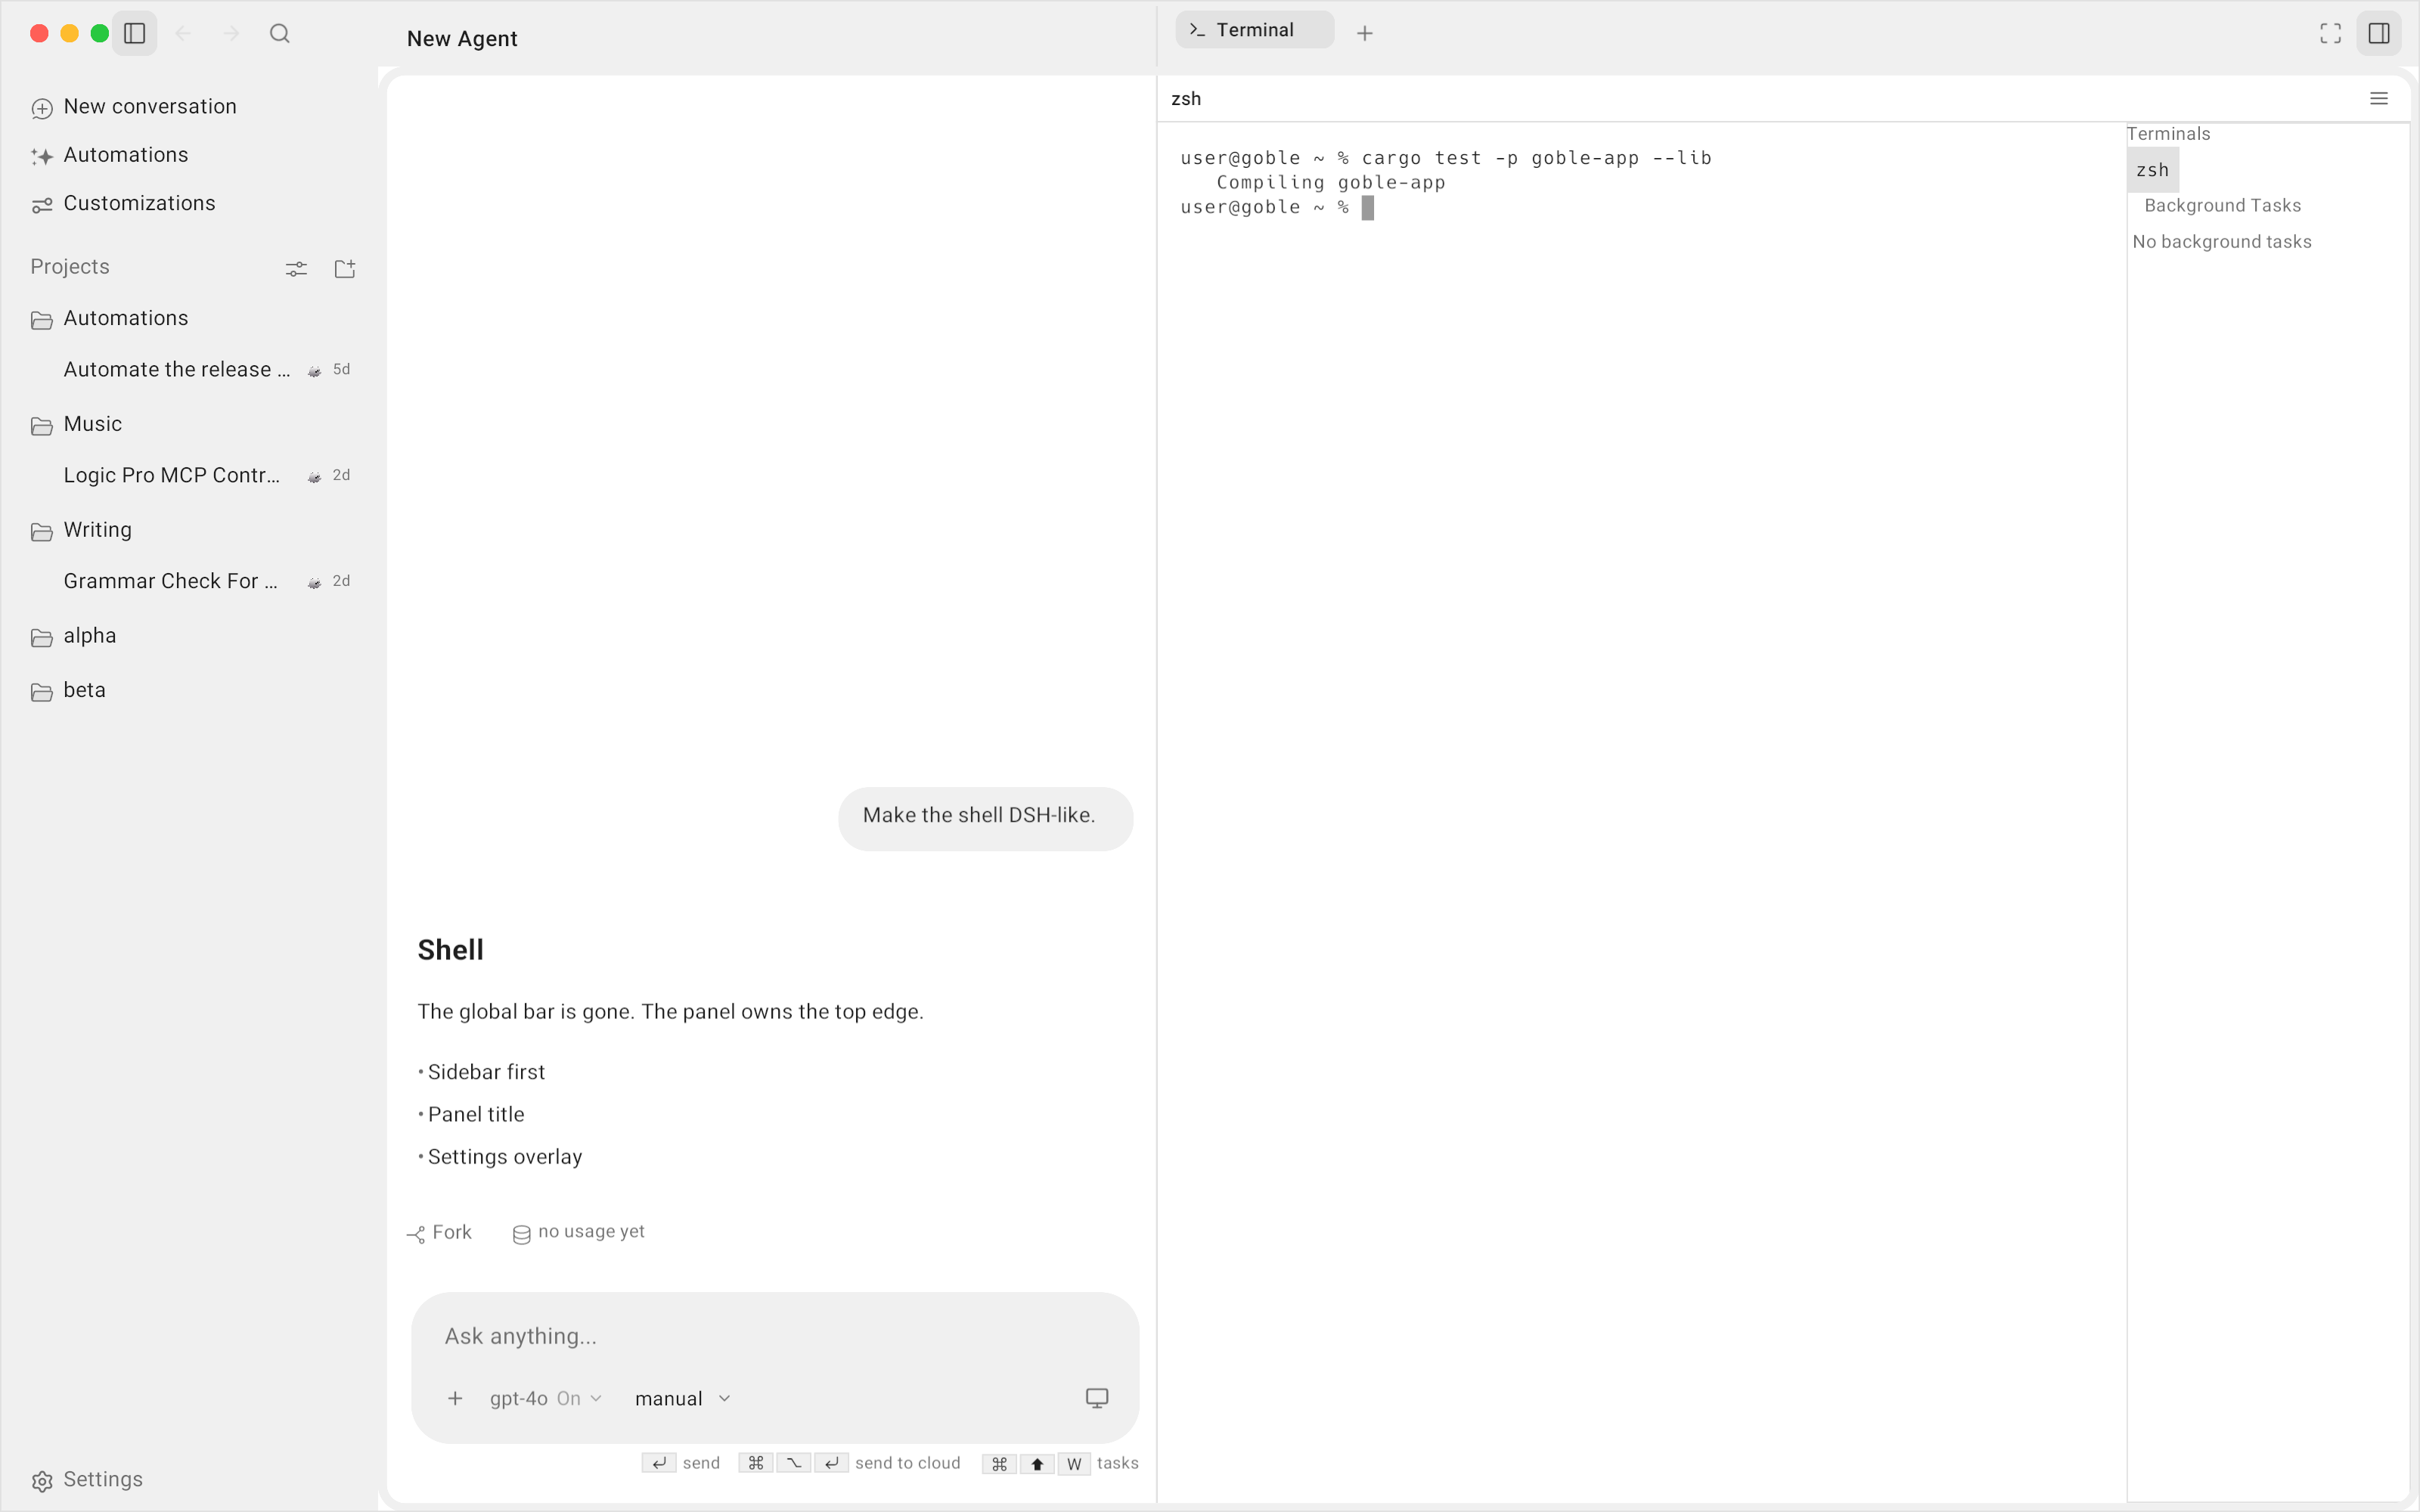 New Agent
Terminal
New conversation
Automations
Customizations
Projects
Automations
Automate the release ...
5d
Music
Logic Pro MCP Contr...
2d
Writing
Grammar Check For ...
2d
alpha
beta
Settings
Make the shell DSH-like.
Shell
The global bar is gone. The panel owns the top edge.
• Sidebar first
• Panel title
• Settings overlay
Fork
no usage yet
Ask anything...
gpt-4o On
manual
send
send to cloud
W tasks
zsh
user@goble ~ % cargo test -p goble-app --lib
Compiling goble-app
user@goble ~ %
Terminals
zsh
Background Tasks
No background tasks